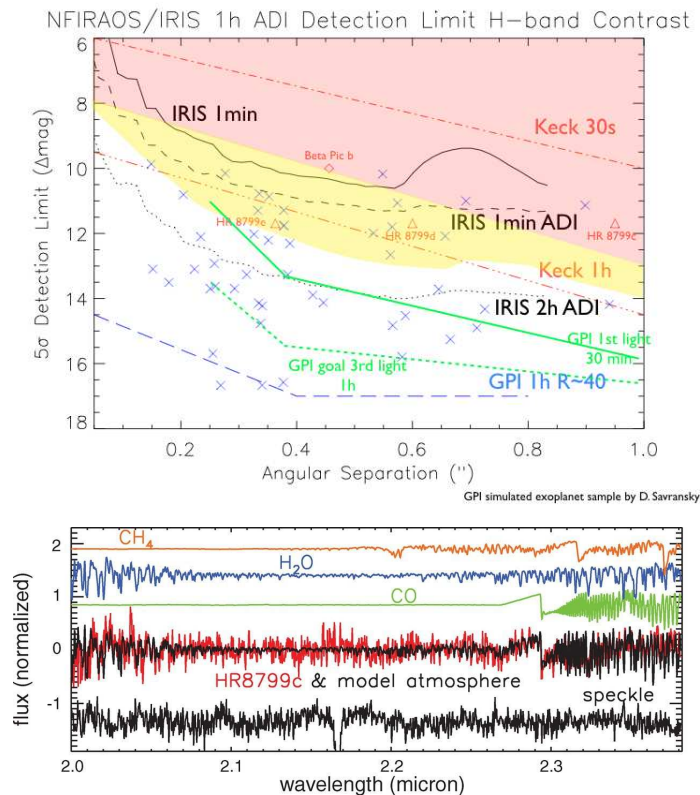 NFIRAOS/IRIS 1h ADI Detection Limit H-band Contrast
6
8
10
12
14
16
18
5σ Detection Limit (Δmag)
IRIS 1min
Keck 30s
Beta Pic b
IRIS 1min ADI
HR 8799e
HR 8799d
HR 8799c
Keck 1h
IRIS 2h ADI
GPI 1st light
30 min
GPI goal 3rd light
1h
GPI 1h R~40
0.2
0.4
0.6
0.8
1.0
Angular Separation (")
GPI simulated exoplanet sample by D. Savransky
2
1
0
-1
flux (normalized)
CH4
H2O
CO
HR8799c & model atmosphere
speckle
2.0
2.1
2.2
2.3
wavelength (micron)